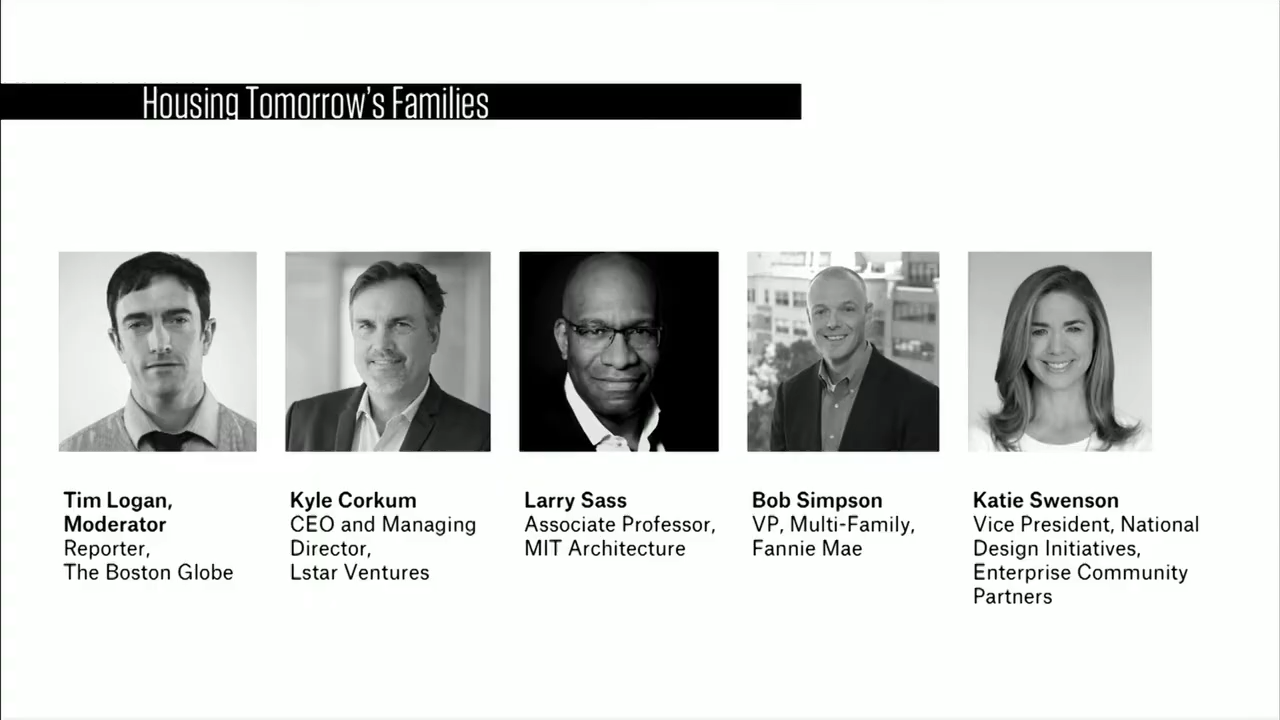 Housing Tomorrow's Families
Tim Logan,
Moderator
Reporter,
The Boston Globe
Kyle Corkum
CEO and Managing
Director,
Lstar Ventures
Larry Sass
Associate Professor,
MIT Architecture
Bob Simpson
VP, Multi-Family,
Fannie Mae
Katie Swenson
Vice President, National
Design Initiatives,
Enterprise Community
Partners